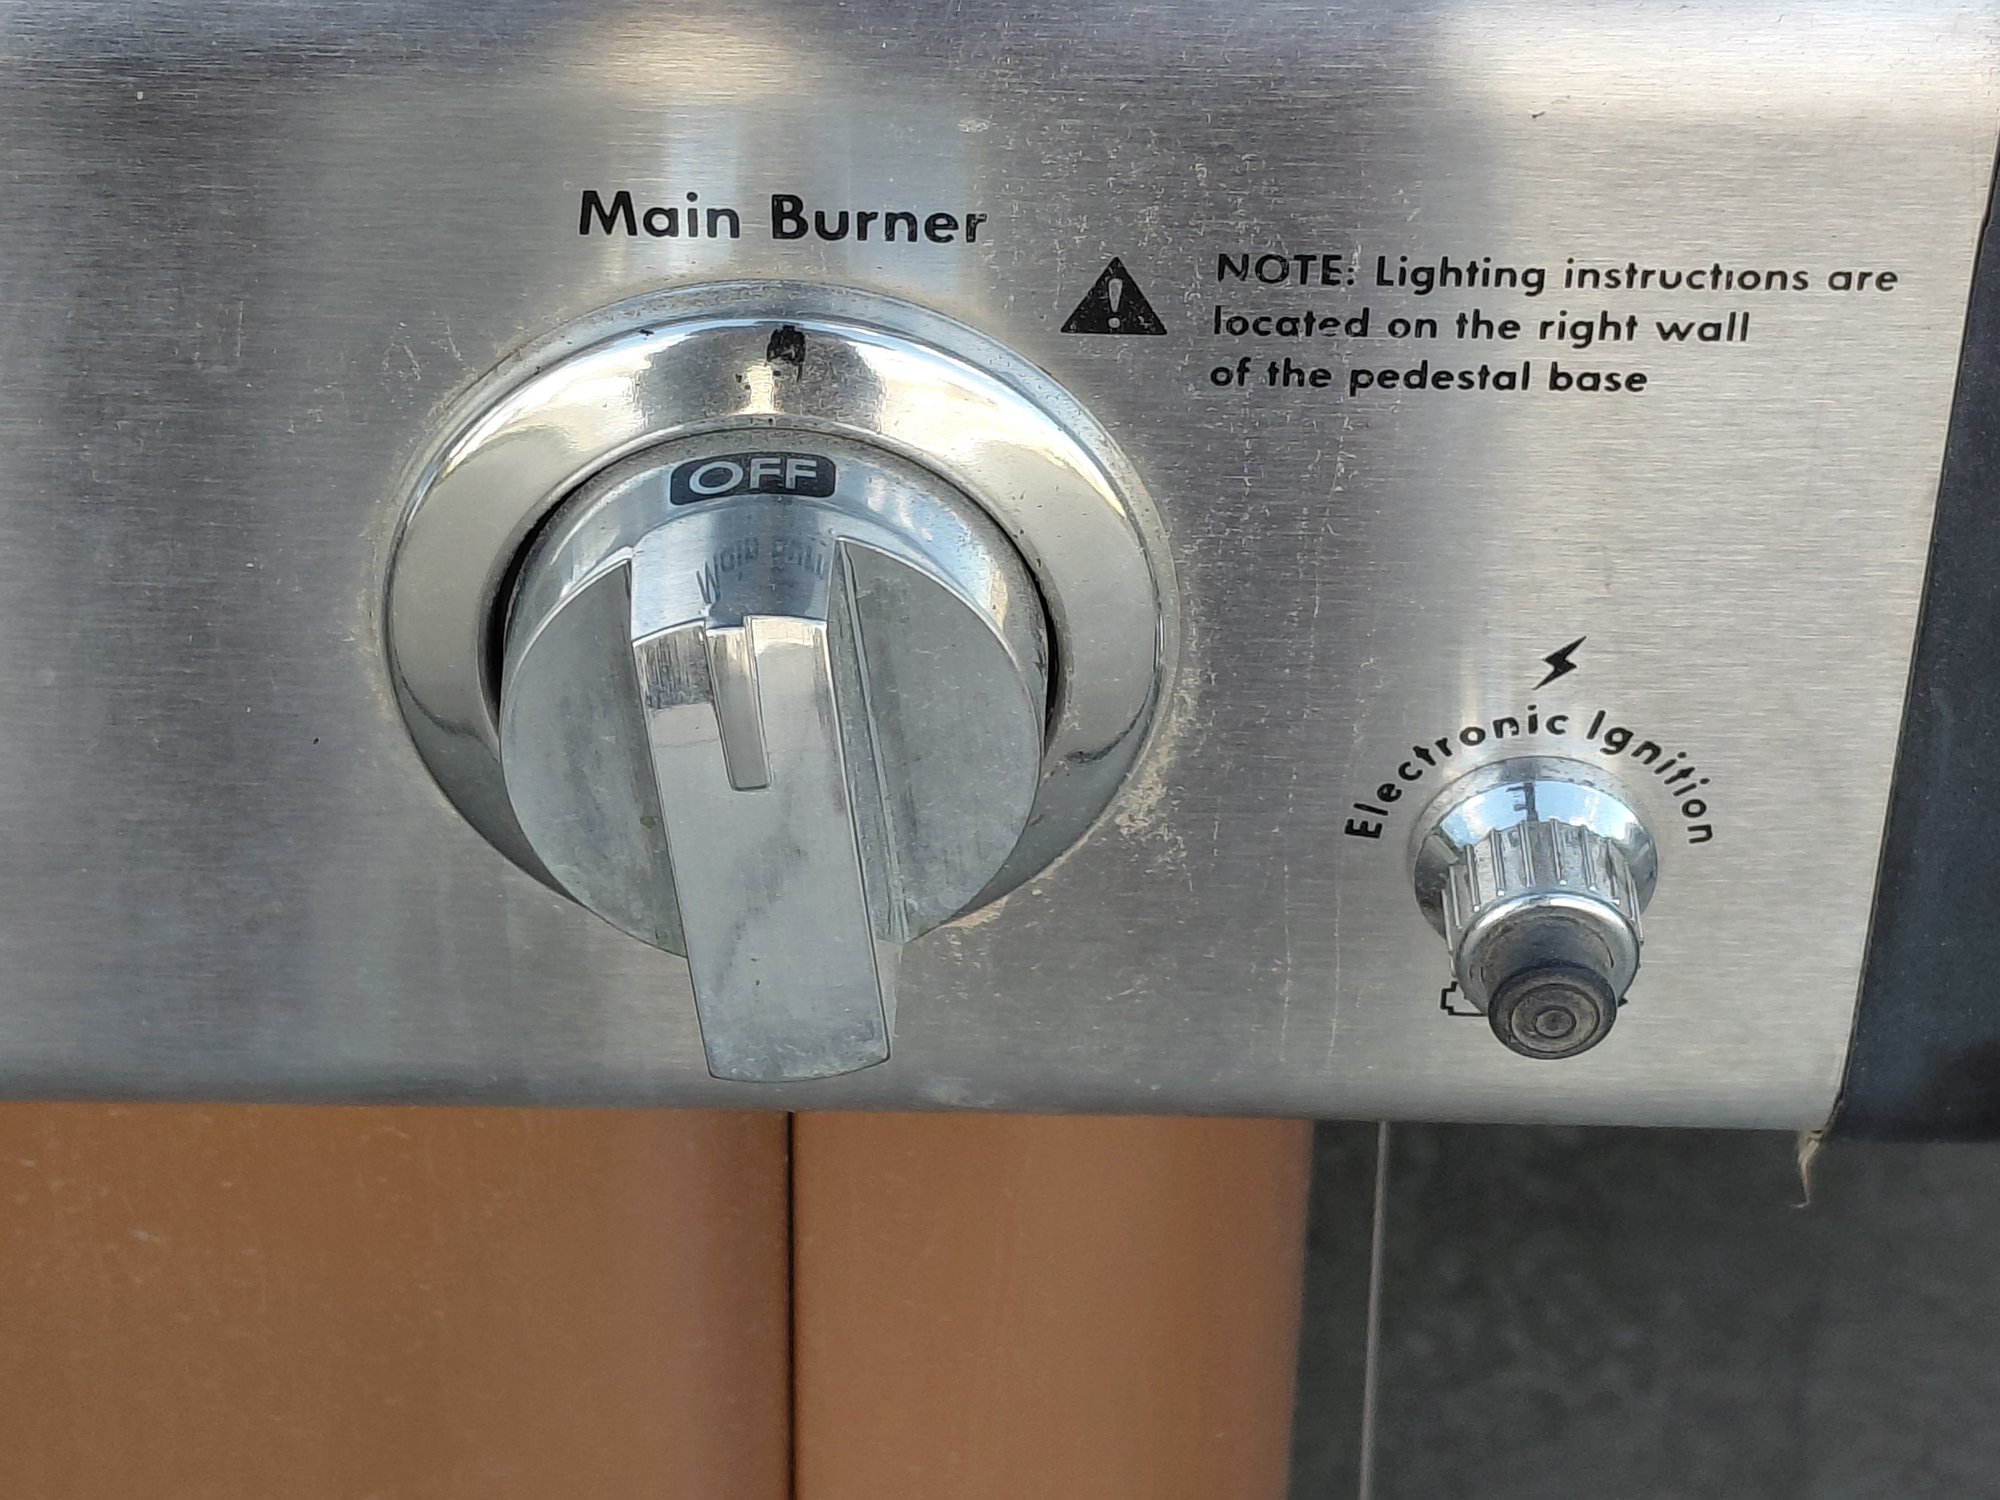 Main Burner
NOTE: Lighting instructions are
located on the right wall
of the pedestal base
OFF
Electronic Ignition